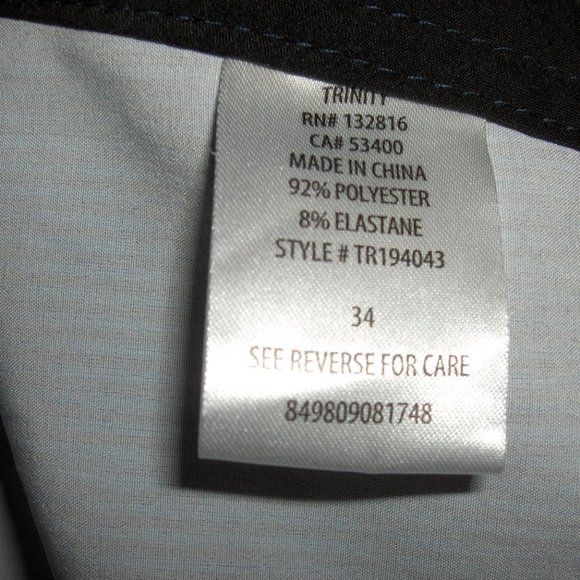 TRINITY
RN# 132816
CA# 53400
MADE IN CHINA
92% POLYESTER
8% ELASTANE
STYLE # TR194043
34
SEE REVERSE FOR CARE
849809081748